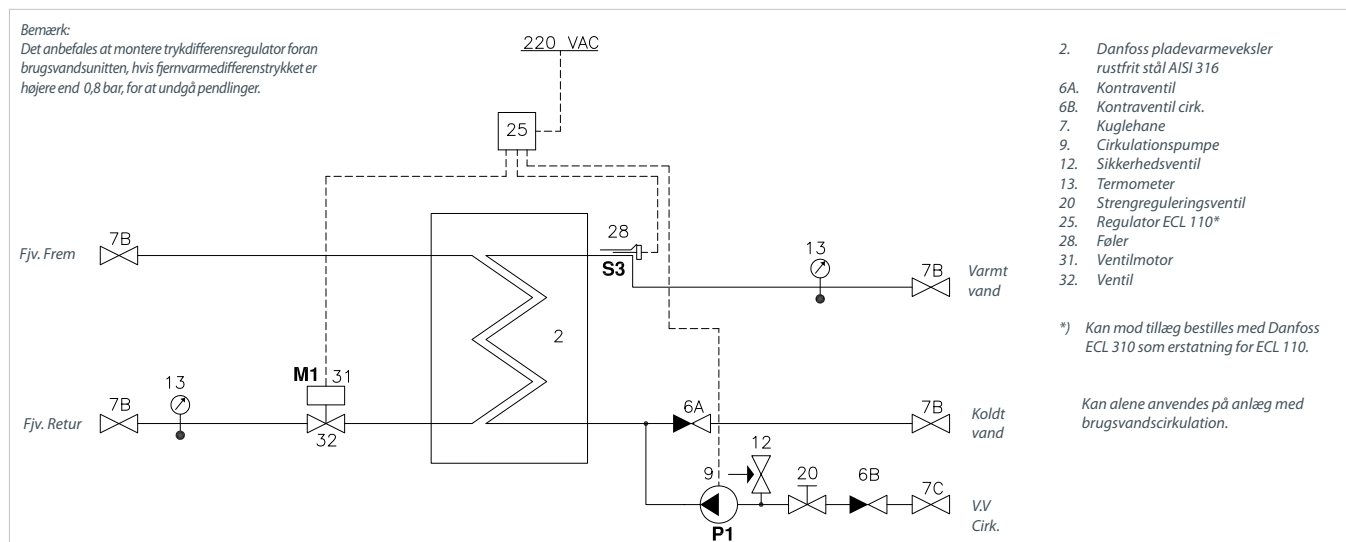 Bemærk:
Det anbefales at montere trykdifferensregulator foran
brugsvandsunitten, hvis fjernvarmedifferenstrykket er
højere end 0,8 bar, for at undgå pendlinger.
220 VAC
25
7B
Fjv. Frem
28
S3
13
7B
Varmt
vand
2
M1
31
13
7B
Fjv. Retur
32
6A
7B
Koldt
vand
9
12
20
6B
7C
P1
V.V
Cirk.
2. Danfoss pladevarmeveksler
rustfrit stål AISI 316
6A. Kontraventil
6B. Kontraventil cirk.
7. Kuglehane
9. Cirkulationspumpe
12. Sikkerhedsventil
13. Termometer
20 Strengreguleringsventil
25. Regulator ECL 110*
28. Føler
31. Ventilmotor
32. Ventil
*) Kan mod tillæg bestilles med Danfoss
ECL 310 som erstatning for ECL 110.
Kan alene anvendes på anlæg med
brugsvandscirkulation.